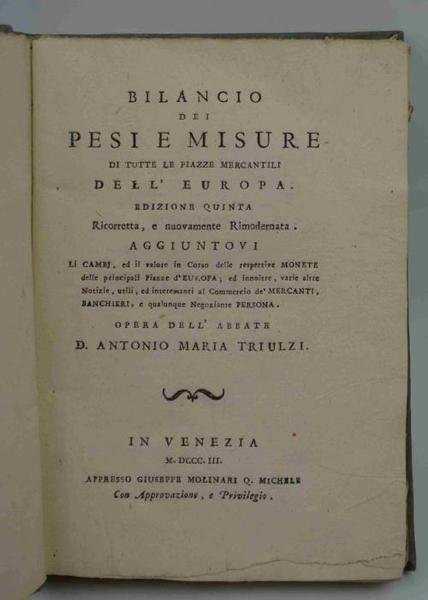 BILANCIO
DEI
PESI E MISURE
DI TUTTE LE PIAZZE MERCANTILI
DELL' EUROPA.
EDIZIONE QUINTA
Ricorretta, e nuovamente Rimodernata.
AGGIUNTOVI
Li CAMBJ, ed il valore in Corso delle respettive MONETE
delle principali Piazze d'EUROPA; ed innoltre, varie altre
Notizie, utili, ed interessanti al Commercio de' MERCANTI,
BANCHIERI, e qualunque Negoziante PERSONA.
OPERA DELL' ABEATE
D. ANTONIO MARIA TRIULZI.
IN VENEZIA
M. DCCC. III.
APPRESSO GIUSEPPE MOLINARI Q. MICHELE
Con Approvazione, e Privilegio.